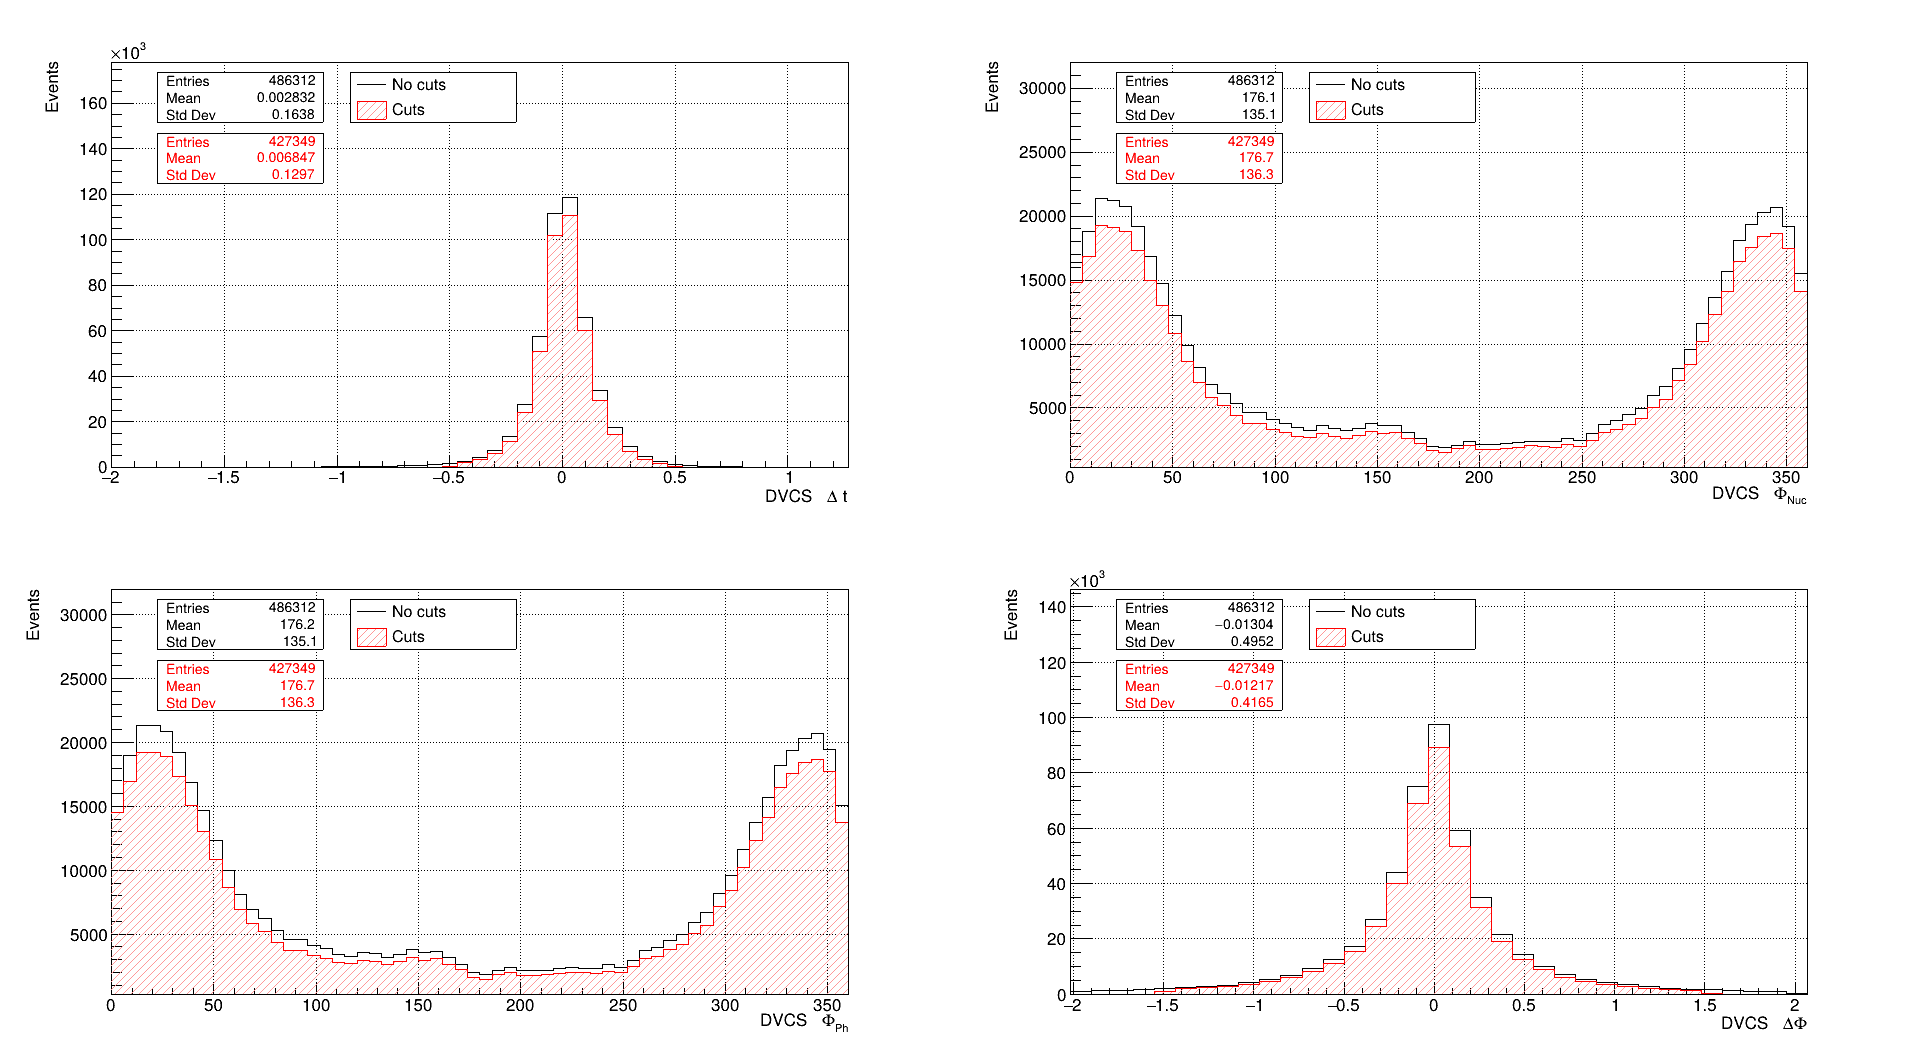 ×10³
Events
Entries 486312
Mean 0.002832
Std Dev 0.1638
Entries 427349
Mean 0.006847
Std Dev 0.1297
No cuts
Cuts
160
140
120
100
80
60
40
20
0
−2 −1.5 −1 −0.5 0 0.5 1
DVCS Δ t
Events
Entries 486312
Mean 176.1
Std Dev 135.1
Entries 427349
Mean 176.7
Std Dev 136.3
No cuts
Cuts
30000
25000
20000
15000
10000
5000
0 50 100 150 200 250 300 350
DVCS Φ_Nuc
Events
Entries 486312
Mean 176.2
Std Dev 135.1
Entries 427349
Mean 176.7
Std Dev 136.3
No cuts
Cuts
30000
25000
20000
15000
10000
5000
0 50 100 150 200 250 300 350
DVCS Φ_Ph
×10³
Events
Entries 486312
Mean −0.01304
Std Dev 0.4952
Entries 427349
Mean −0.01217
Std Dev 0.4165
No cuts
Cuts
140
120
100
80
60
40
20
0
−2 −1.5 −1 −0.5 0 0.5 1 1.5 2
DVCS ΔΦ